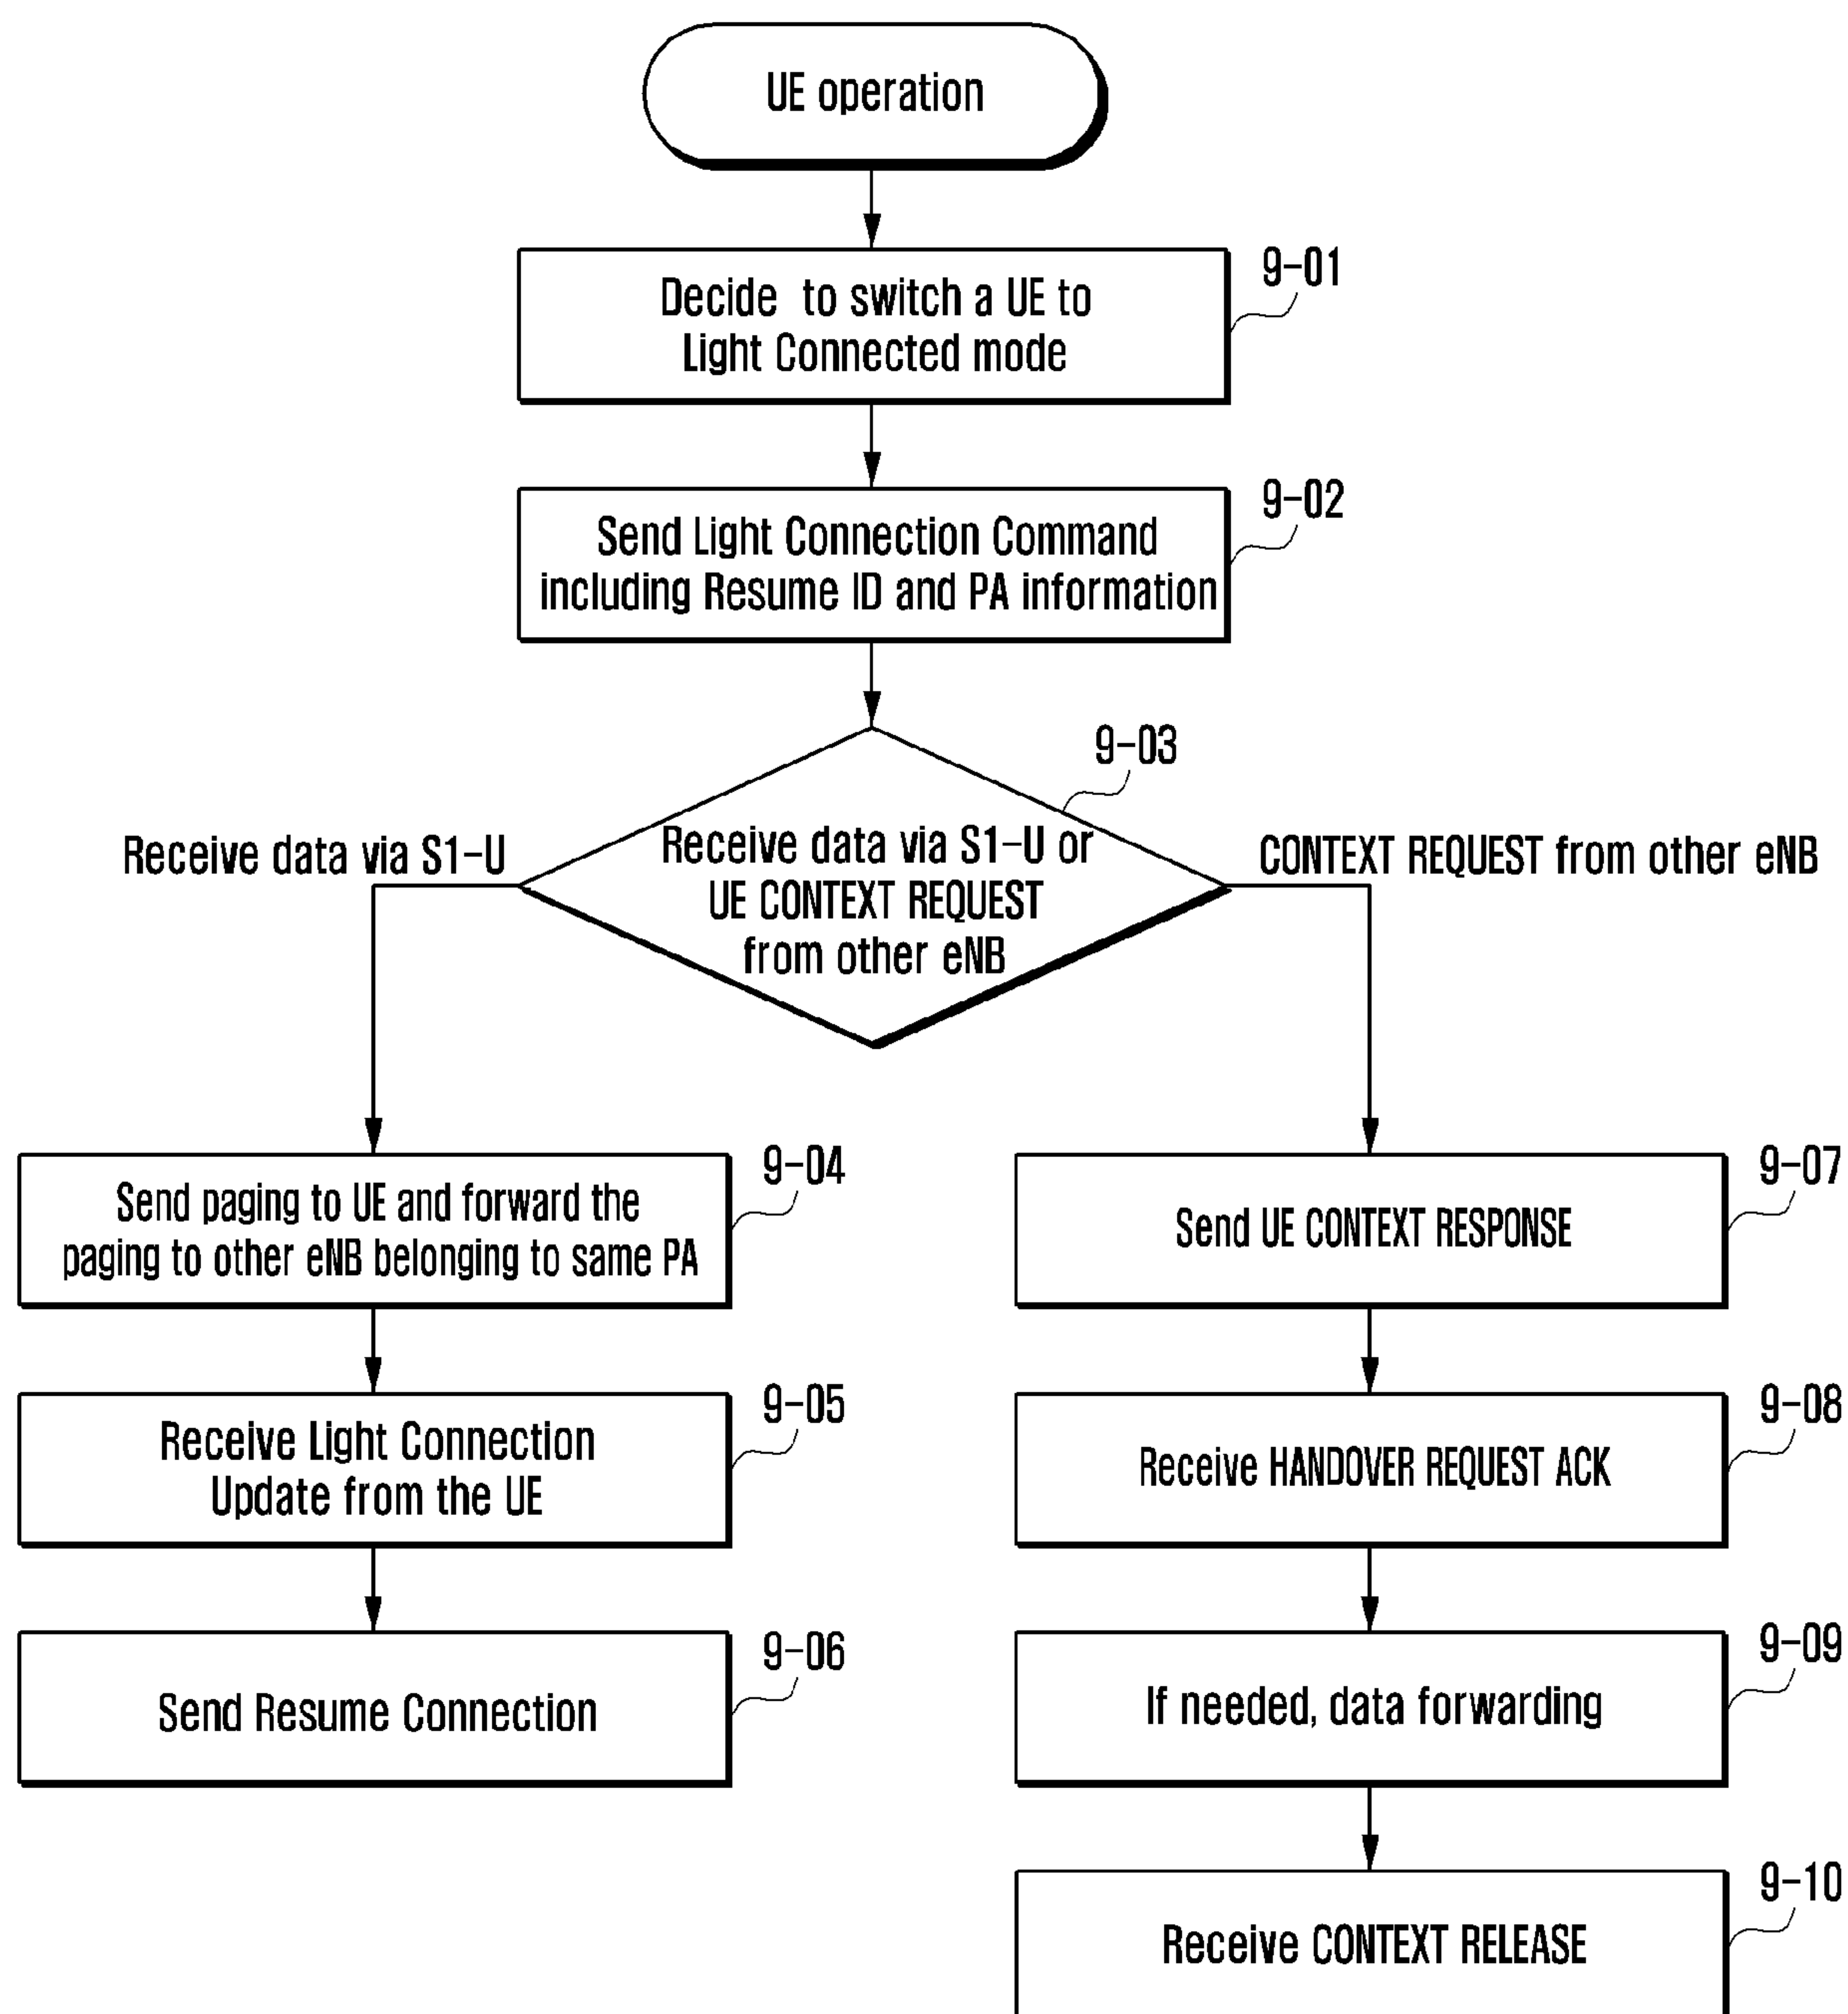 UE operation
Decide to switch a UE to
Light Connected mode
9-01
Send Light Connection Command
including Resume ID and PA information
9-02
9-03
Receive data via S1-U or
UE CONTEXT REQUEST
from other eNB
Receive data via S1-U
CONTEXT REQUEST from other eNB
Send paging to UE and forward the
paging to other eNB belonging to same PA
9-04
Receive Light Connection
Update from the UE
9-05
Send Resume Connection
9-06
Send UE CONTEXT RESPONSE
9-07
Receive HANDOVER REQUEST ACK
9-08
If needed, data forwarding
9-09
Receive CONTEXT RELEASE
9-10